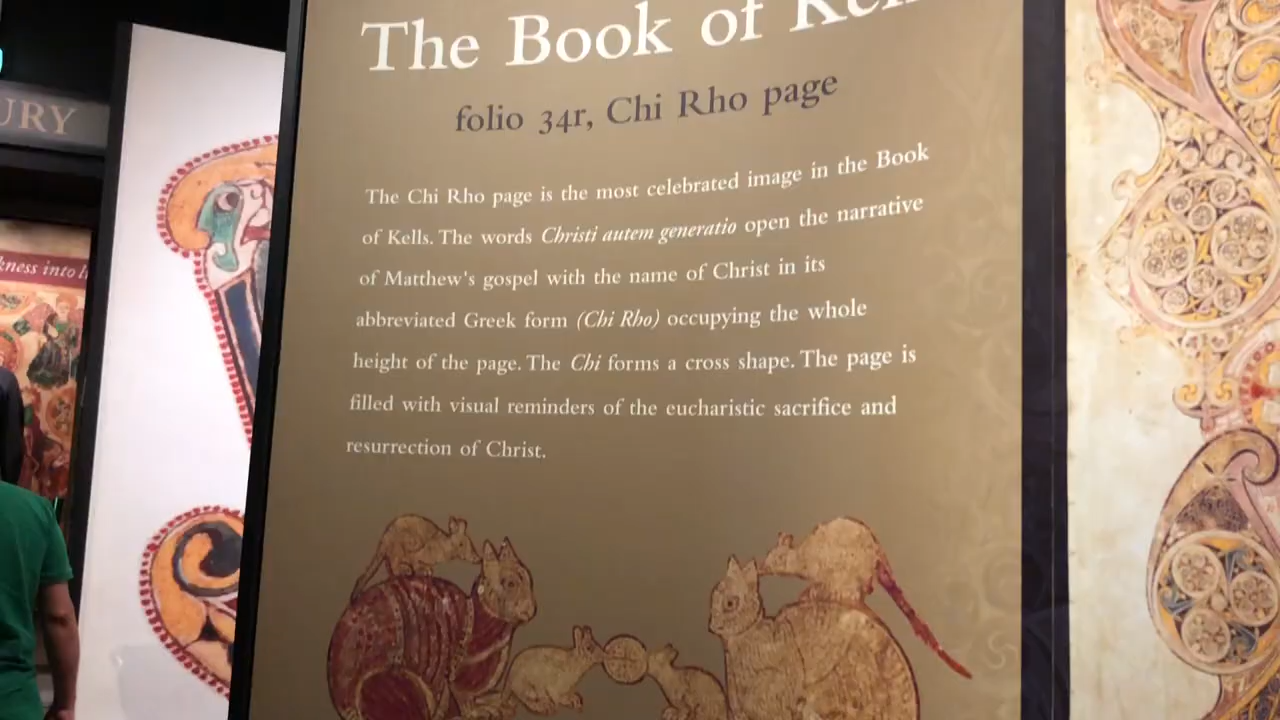 The Book of Kells
folio 34r, Chi Rho page
The Chi Rho page is the most celebrated image in the Book
of Kells. The words Christi autem generatio open the narrative
of Matthew's gospel with the name of Christ in its
abbreviated Greek form (Chi Rho) occupying the whole
height of the page. The Chi forms a cross shape. The page is
filled with visual reminders of the eucharistic sacrifice and
resurrection of Christ.
URY
kness into